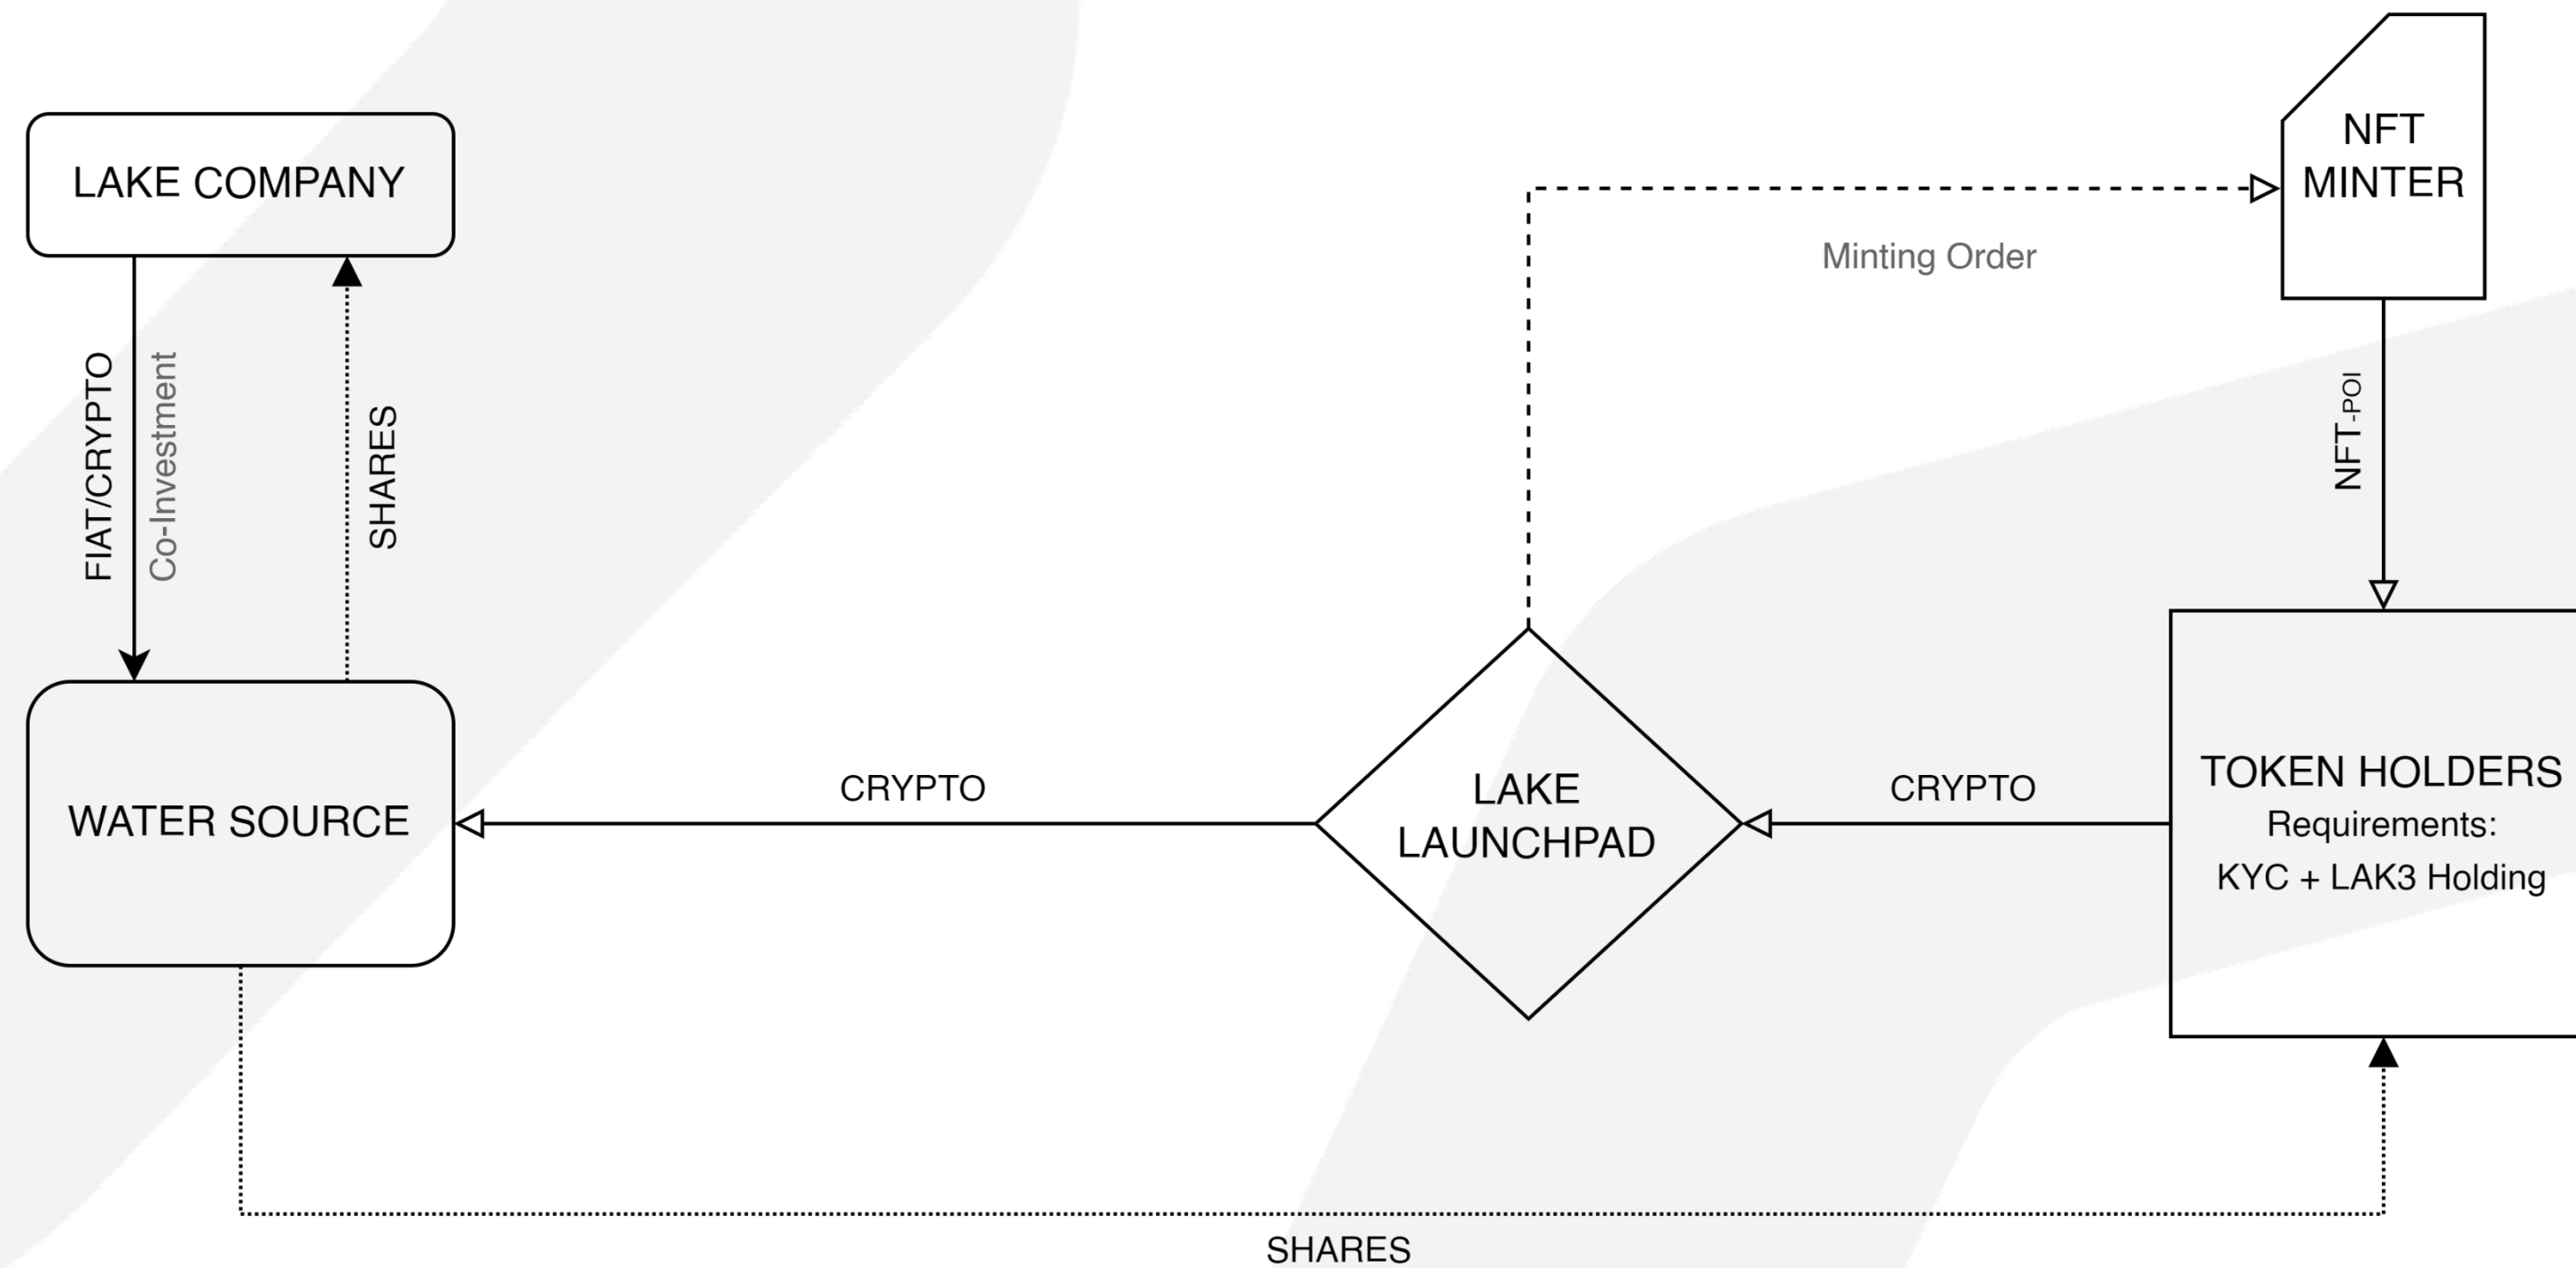 LAKE COMPANY
NFT
MINTER
Minting Order
FIAT/CRYPTO
Co-Investment
SHARES
NFT-POI
WATER SOURCE
CRYPTO
LAKE
LAUNCHPAD
CRYPTO
TOKEN HOLDERS
Requirements:
KYC + LAK3 Holding
SHARES